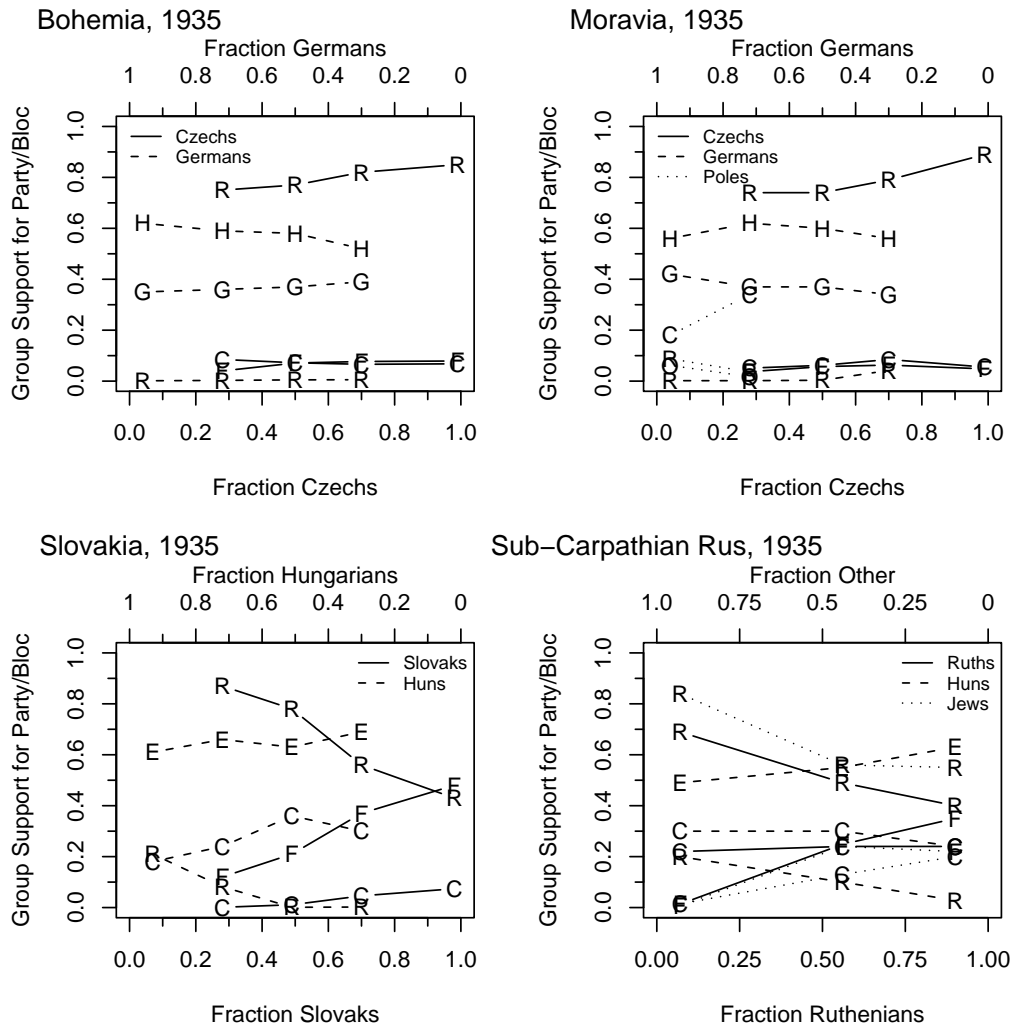 Bohemia, 1935
Fraction Germans
1 0.8 0.6 0.4 0.2 0
Group Support for Party/Bloc
0.0 0.2 0.4 0.6 0.8 1.0
Czechs
Germans
R R R R
H H H H
G G G G
C C C C
F F F F
R R R R
0.0 0.2 0.4 0.6 0.8 1.0
Fraction Czechs
Moravia, 1935
Fraction Germans
1 0.8 0.6 0.4 0.2 0
Group Support for Party/Bloc
0.0 0.2 0.4 0.6 0.8 1.0
Czechs
Germans
Poles
R R R R
H H H H
G G G G
C C
R R R R
0.0 0.2 0.4 0.6 0.8 1.0
Fraction Czechs
Slovakia, 1935
Fraction Hungarians
1 0.8 0.6 0.4 0.2 0
Group Support for Party/Bloc
0.0 0.2 0.4 0.6 0.8 1.0
Slovaks
Huns
R R R R
E E E E
C C C C
F F F F
R R R R
C C C C
0.0 0.2 0.4 0.6 0.8 1.0
Fraction Slovaks
Sub−Carpathian Rus, 1935
Fraction Other
1.0 0.75 0.45 0.25 0
Group Support for Party/Bloc
0.0 0.2 0.4 0.6 0.8 1.0
Ruths
Huns
Jews
R R R
R R R
E E E
C C C
R R R
0.00 0.25 0.50 0.75 1.00
Fraction Ruthenians